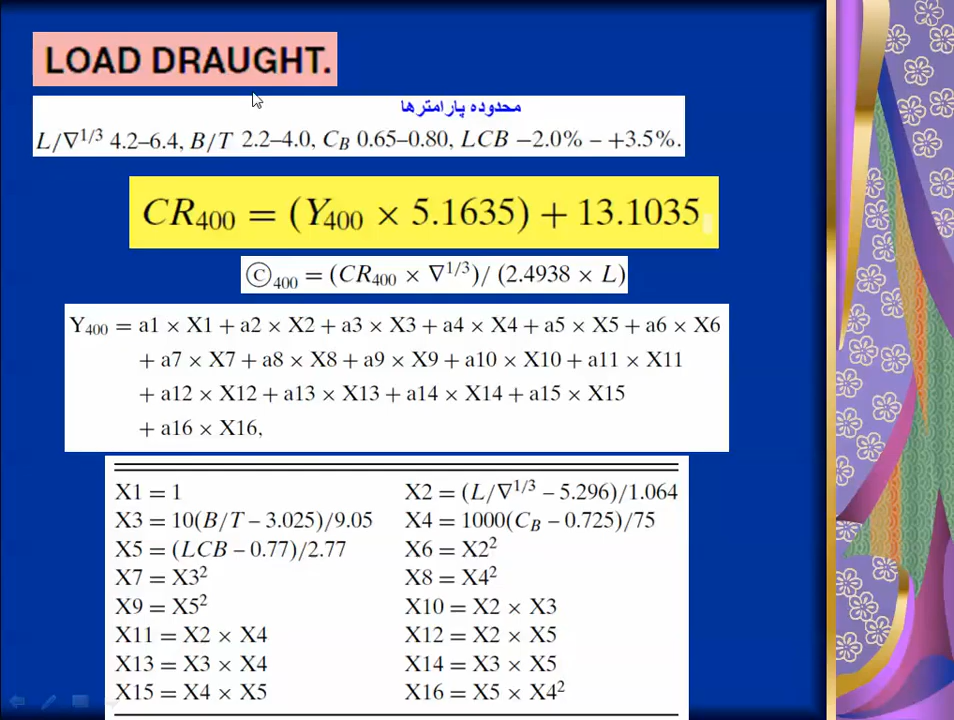 LOAD DRAUGHT.
محدوده پارامترها
L/∇^1/3 4.2–6.4, B/T 2.2–4.0, C_B 0.65–0.80, LCB −2.0% – +3.5%.
CR₄₀₀ = (Y₄₀₀ × 5.1635) + 13.1035
Ⓒ₄₀₀ = (CR₄₀₀ × ∇^1/3)/ (2.4938 × L)
Y₄₀₀ = a1 × X1 + a2 × X2 + a3 × X3 + a4 × X4 + a5 × X5 + a6 × X6
+ a7 × X7 + a8 × X8 + a9 × X9 + a10 × X10 + a11 × X11
+ a12 × X12 + a13 × X13 + a14 × X14 + a15 × X15
+ a16 × X16,
X1 = 1 X2 = (L/∇^1/3 – 5.296)/1.064
X3 = 10(B/T – 3.025)/9.05 X4 = 1000(C_B – 0.725)/75
X5 = (LCB – 0.77)/2.77 X6 = X2²
X7 = X3² X8 = X4²
X9 = X5² X10 = X2 × X3
X11 = X2 × X4 X12 = X2 × X5
X13 = X3 × X4 X14 = X3 × X5
X15 = X4 × X5 X16 = X5 × X4²